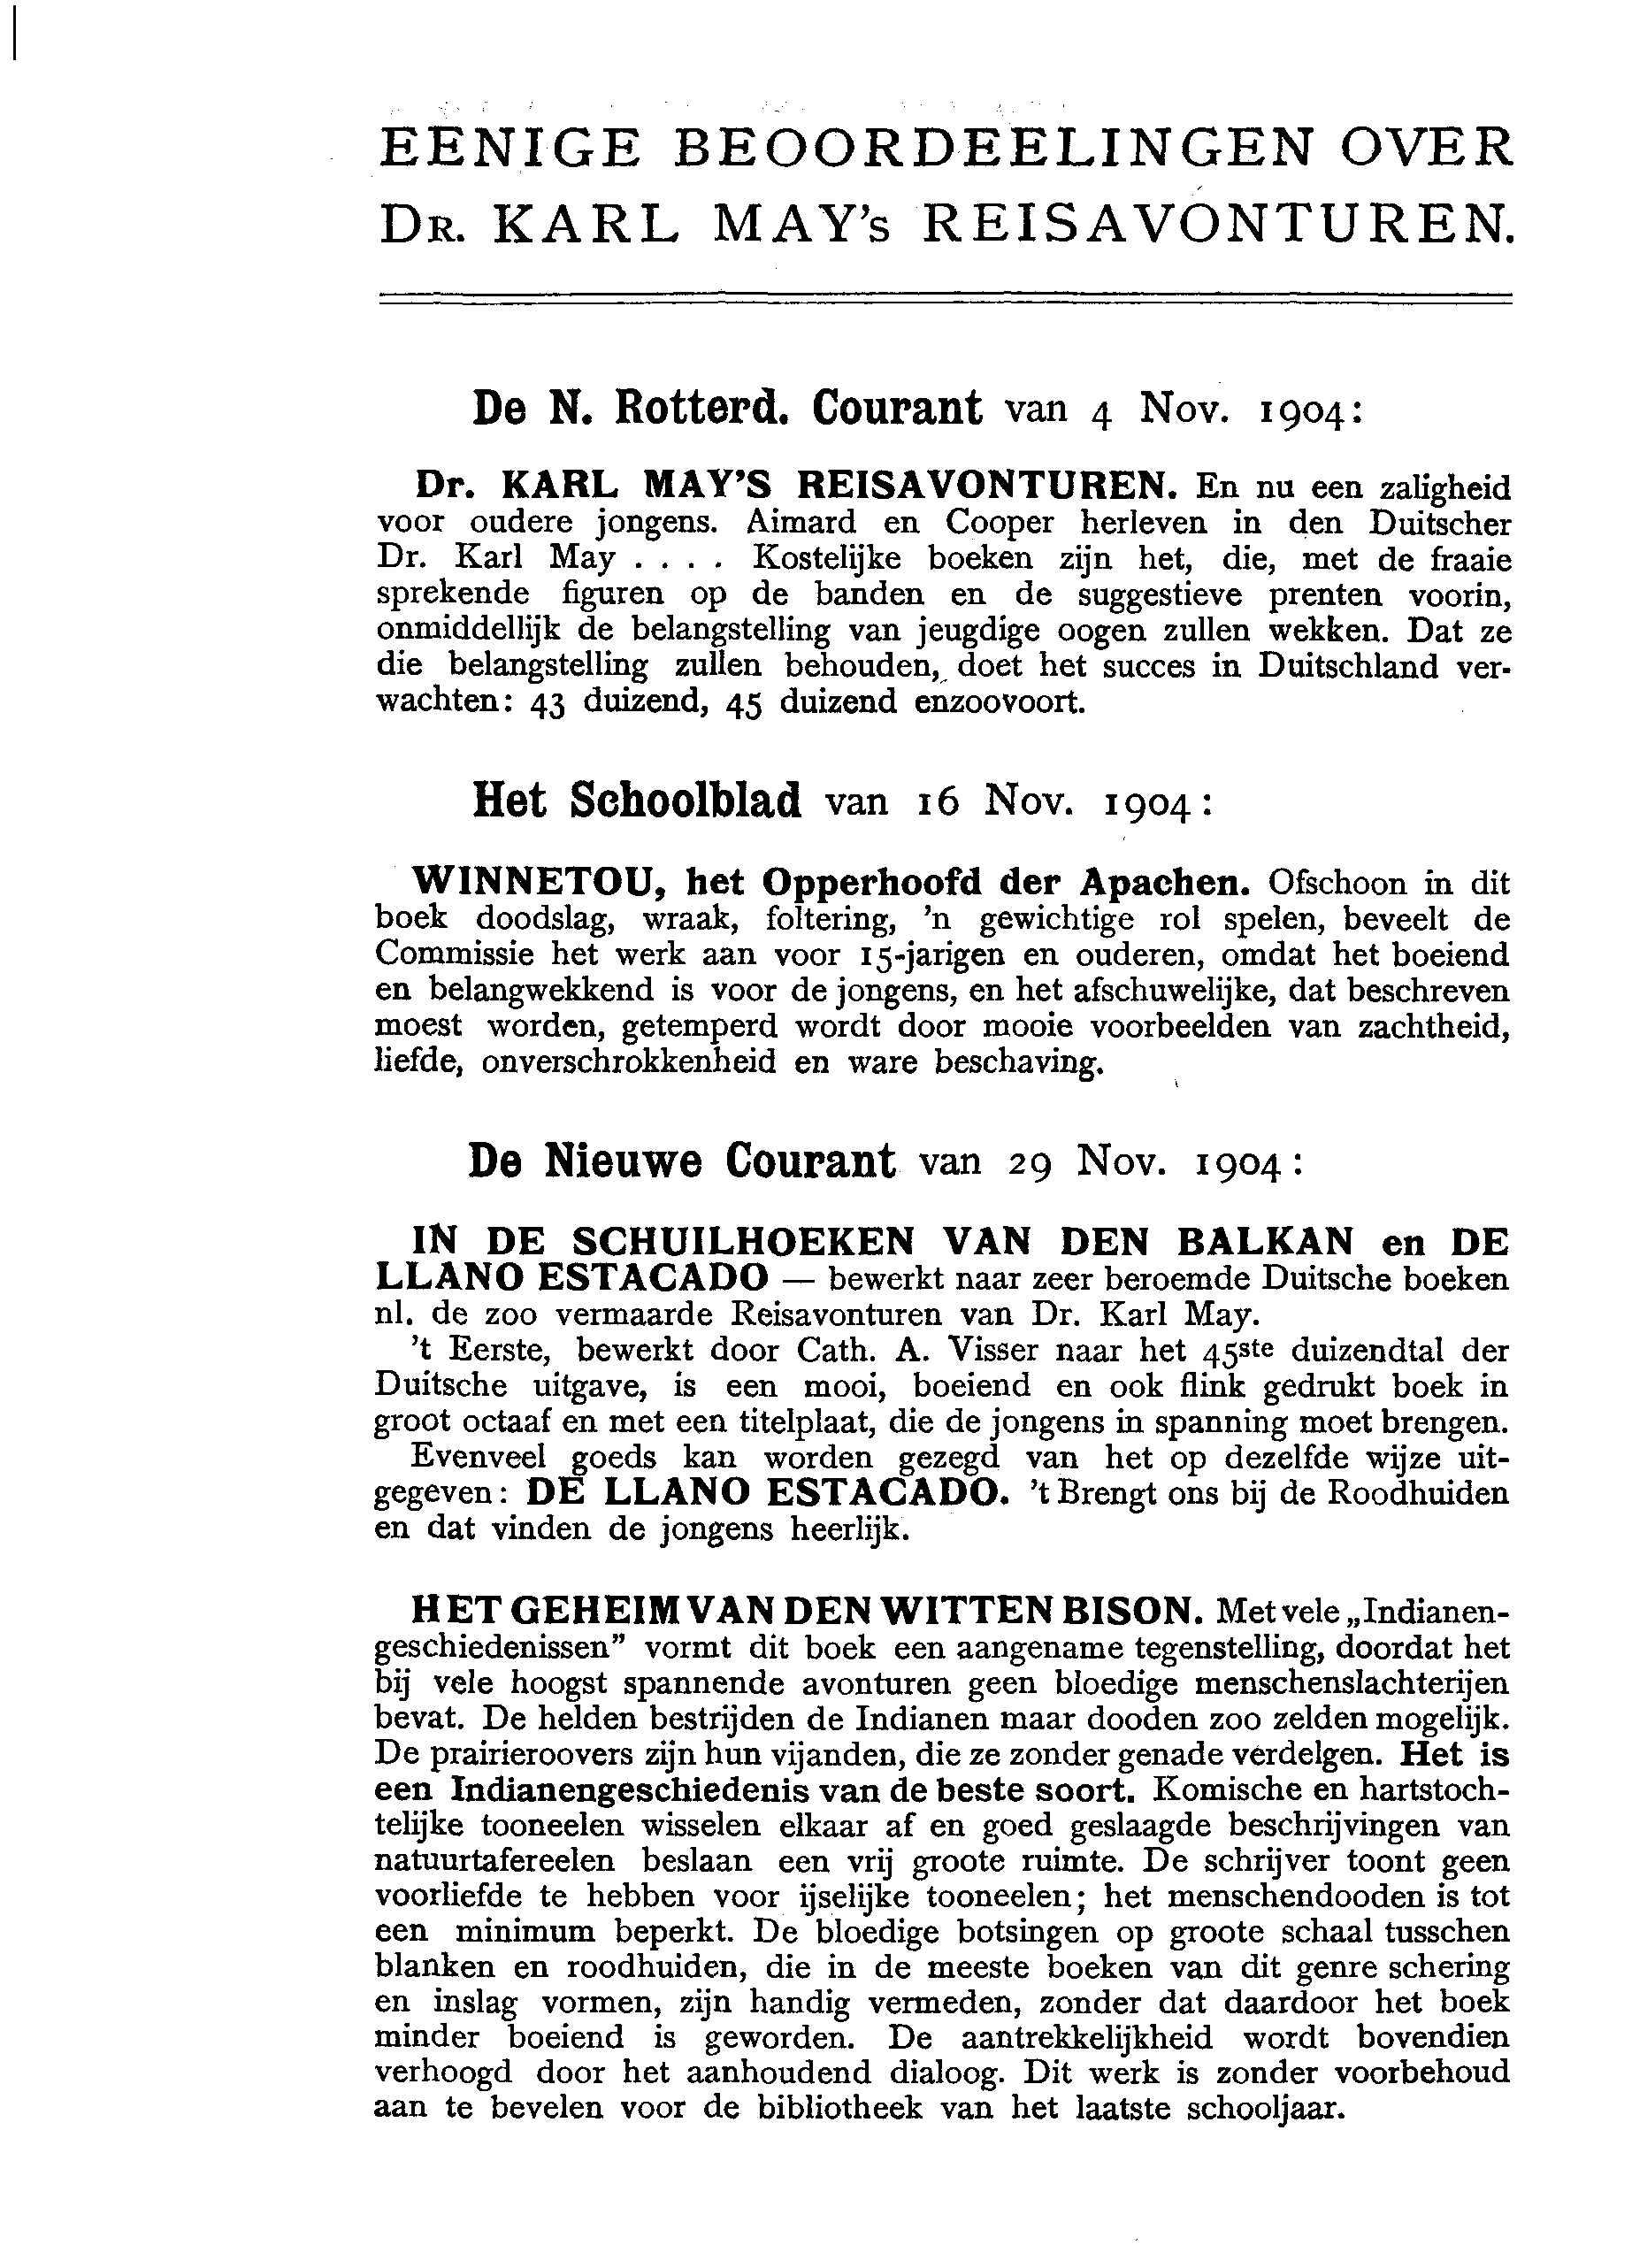 EENIGE BEOORDEELINGEN OVER
DR. KARL MAY's REISAVONTUREN.
De N. Rotterd. Courant van 4 Nov. 1904:
Dr. KARL MAY'S REISAVONTUREN. En nu een zaligheid
voor oudere jongens. Aimard en Cooper herleven in den Duitscher
Dr. Karl May . . . . Kostelijke boeken zijn het, die, met de fraaie
sprekende figuren op de banden en de suggestieve prenten voorin,
onmiddellijk de belangstelling van jeugdige oogen zullen wekken. Dat ze
die belangstelling zullen behouden, doet het succes in Duitschland ver-
wachten: 43 duizend, 45 duizend enzoovoort.
Het Schoolblad van 16 Nov. 1904:
WINNETOU, het Opperhoofd der Apachen. Ofschoon in dit
boek doodslag, wraak, foltering, 'n gewichtige rol spelen, beveelt de
Commissie het werk aan voor 15-jarigen en ouderen, omdat het boeiend
en belangwekkend is voor de jongens, en het afschuwelijke, dat beschreven
moest worden, getemperd wordt door mooie voorbeelden van zachtheid,
liefde, onverschrokkenheid en ware beschaving.
De Nieuwe Courant van 29 Nov. 1904:
IN DE SCHUILHOEKEN VAN DEN BALKAN en DE
LLANO ESTACADO — bewerkt naar zeer beroemde Duitsche boeken
nl. de zoo vermaarde Reisavonturen van Dr. Karl May.
't Eerste, bewerkt door Cath. A. Visser naar het 45ste duizendtal der
Duitsche uitgave, is een mooi, boeiend en ook flink gedrukt boek in
groot octaaf en met een titelplaat, die de jongens in spanning moet brengen.
Evenveel goeds kan worden gezegd van het op dezelfde wijze uit-
gegeven: DE LLANO ESTACADO. 't Brengt ons bij de Roodhuiden
en dat vinden de jongens heerlijk.
HET GEHEIM VAN DEN WITTEN BISON. Met vele „Indianen-
geschiedenissen” vormt dit boek een aangename tegenstelling, doordat het
bij vele hoogst spannende avonturen geen bloedige menschenslachterijen
bevat. De helden bestrijden de Indianen maar dooden zoo zelden mogelijk.
De prairieroovers zijn hun vijanden, die ze zonder genade verdelgen. Het is
een Indianengeschiedenis van de beste soort. Komische en hartstoch-
telijke tooneelen wisselen elkaar af en goed geslaagde beschrijvingen van
natuurtafereelen beslaan een vrij groote ruimte. De schrijver toont geen
voorliefde te hebben voor ijselijke tooneelen; het menschendooden is tot
een minimum beperkt. De bloedige botsingen op groote schaal tusschen
blanken en roodhuiden, die in de meeste boeken van dit genre schering
en inslag vormen, zijn handig vermeden, zonder dat daardoor het boek
minder boeiend is geworden. De aantrekkelijkheid wordt bovendien
verhoogd door het aanhoudend dialoog. Dit werk is zonder voorbehoud
aan te bevelen voor de bibliotheek van het laatste schooljaar.